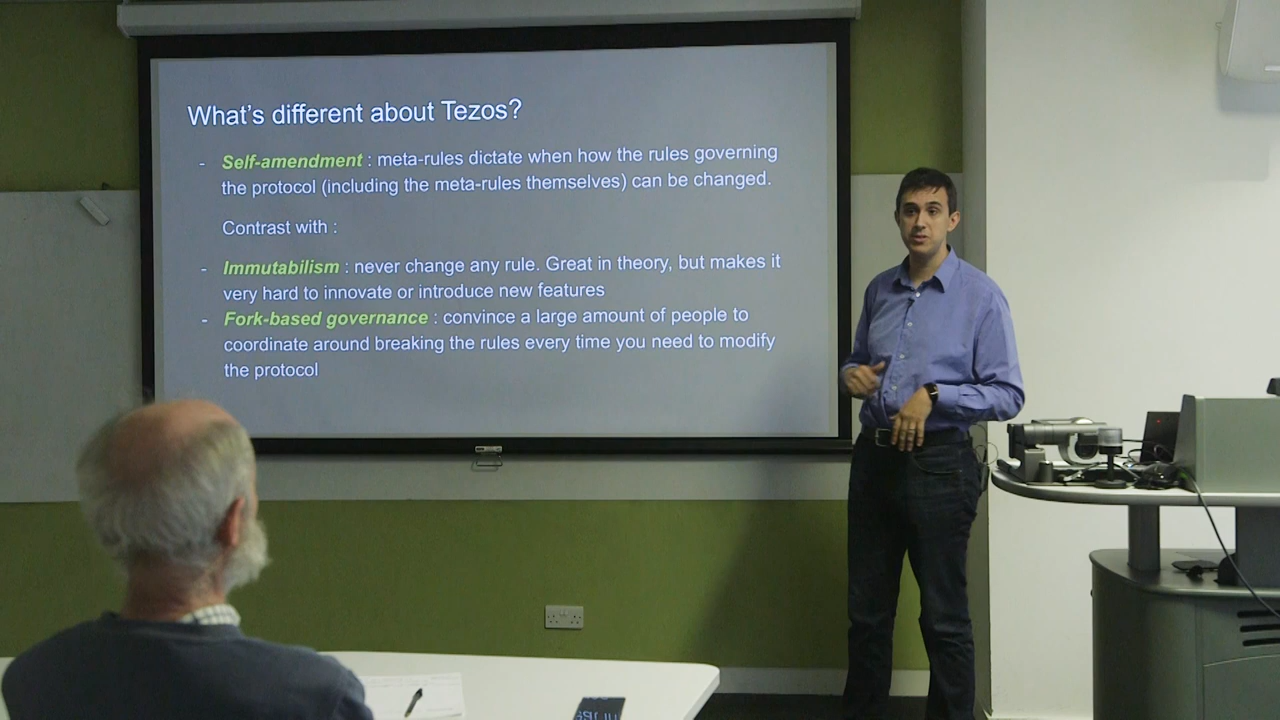 What's different about Tezos?
- Self-amendment : meta-rules dictate when how the rules governing
the protocol (including the meta-rules themselves) can be changed.
Contrast with :
- Immutabilism : never change any rule. Great in theory, but makes it
very hard to innovate or introduce new features
- Fork-based governance : convince a large amount of people to
coordinate around breaking the rules every time you need to modify
the protocol